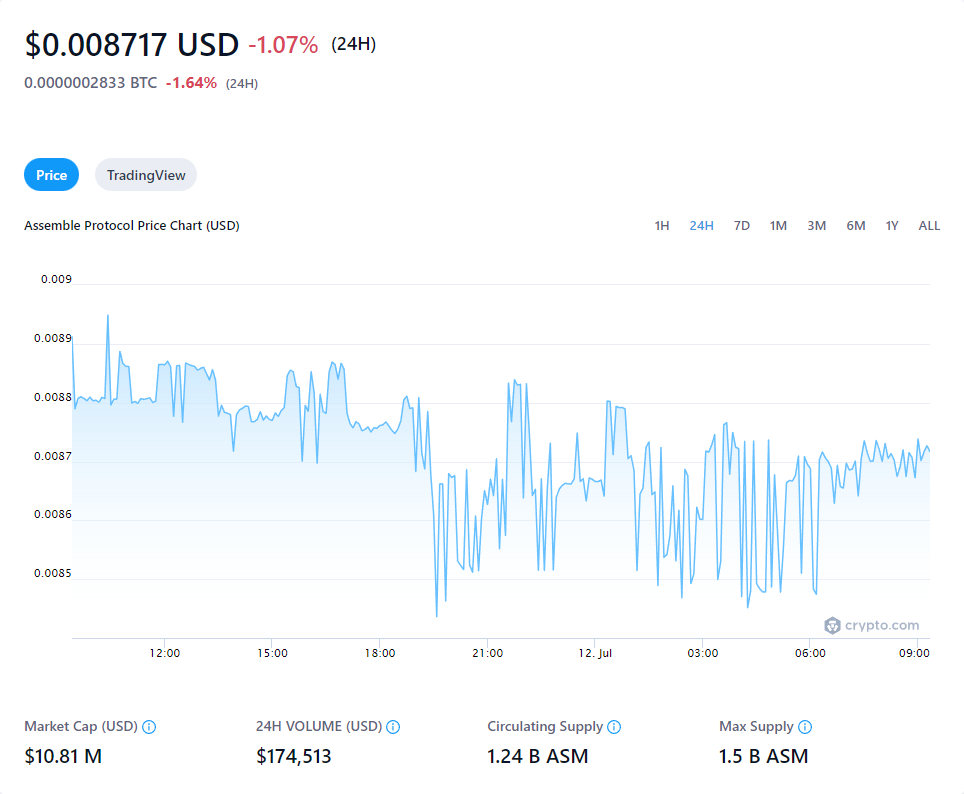 $0.008717 USD -1.07% (24H)
0.0000002833 BTC -1.64% (24H)
Price TradingView
Assemble Protocol Price Chart (USD) 1H 24H 7D 1M 3M 6M 1Y ALL
0.009
0.0089
0.0088
0.0087
0.0086
0.0085
crypto.com
12:00 15:00 18:00 21:00 12. Jul 03:00 06:00 09:00
Market Cap (USD) 24H VOLUME (USD) Circulating Supply Max Supply
$10.81 M $174,513 1.24 B ASM 1.5 B ASM